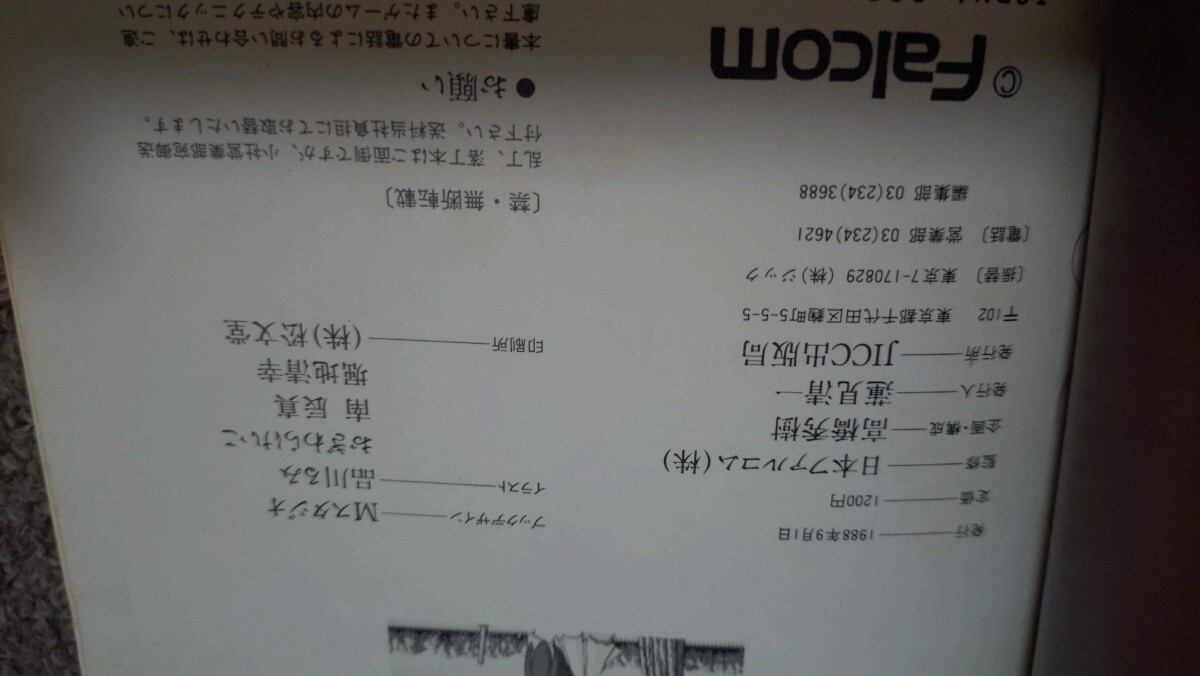 発行――――1988年9月1日
定価――――1200円
監修――――日本ファルコム(株)
企画・構成――高橋秀樹
発行人――――蓮見清一
発行所――――JICC出版局
〒102 東京都千代田区麹町5-5-5
〔振替〕 東京7-170829 (株)ジック
〔電話〕 営業部 03(234)4621
編集部 03(234)3688
©Falcom
ブックデザイン――――Mスタジオ
イラスト――――品川るみ
おぎわらけいこ
南 辰真
堀地清幸
印刷所――――(株)松文堂
〔禁・無断転載〕
乱丁、落丁本はご面倒ですが、小社営業部宛御送
付下さい。送料当社負担にてお取替いたします。
●お願い
本書についての電話によるお問い合わせは、ご遠
慮下さい。またゲームの内容やテクニックについ